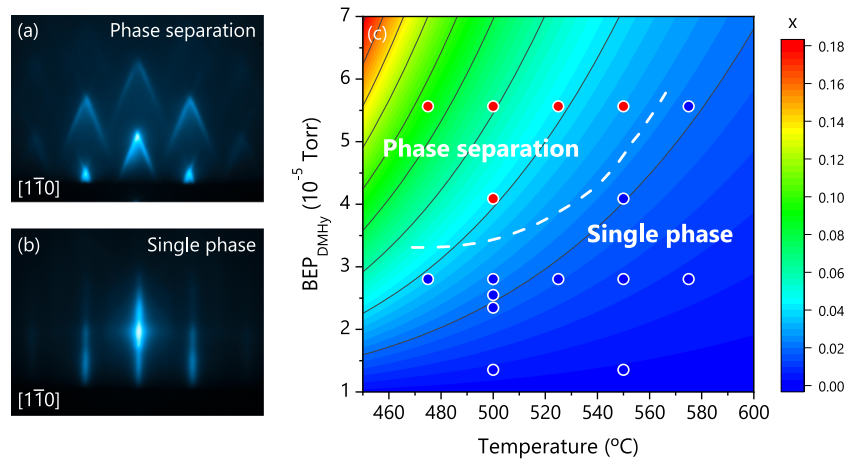 (a) Phase separation
[11̅0]
(b) Single phase
[11̅0]
(c)
Phase separation
Single phase
BEP_DMHy (10⁻⁵ Torr)
7
6
5
4
3
2
1
460 480 500 520 540 560 580 600
Temperature (ºC)
x
0.18
0.16
0.14
0.12
0.10
0.08
0.06
0.04
0.02
0.00